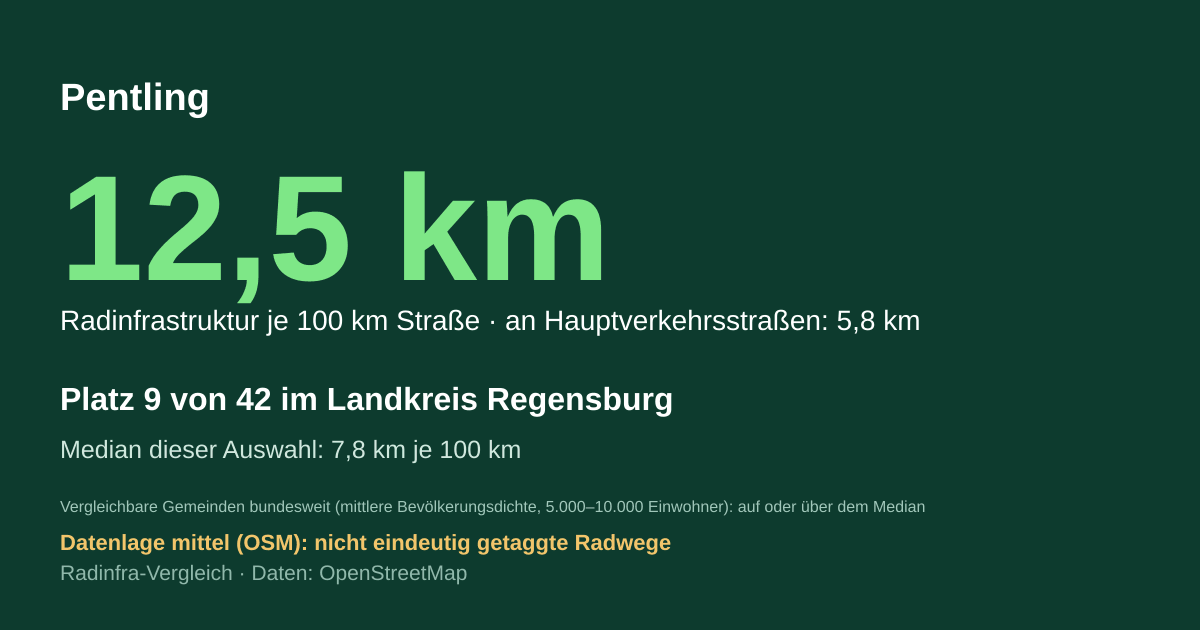 Pentling
12,5 km
Radinfrastruktur je 100 km Straße · an Hauptverkehrsstraßen: 5,8 km
Platz 9 von 42 im Landkreis Regensburg
Median dieser Auswahl: 7,8 km je 100 km
Vergleichbare Gemeinden bundesweit (mittlere Bevölkerungsdichte, 5.000–10.000 Einwohner): auf oder über dem Median
Datenlage mittel (OSM): nicht eindeutig getaggte Radwege
Radinfra-Vergleich · Daten: OpenStreetMap